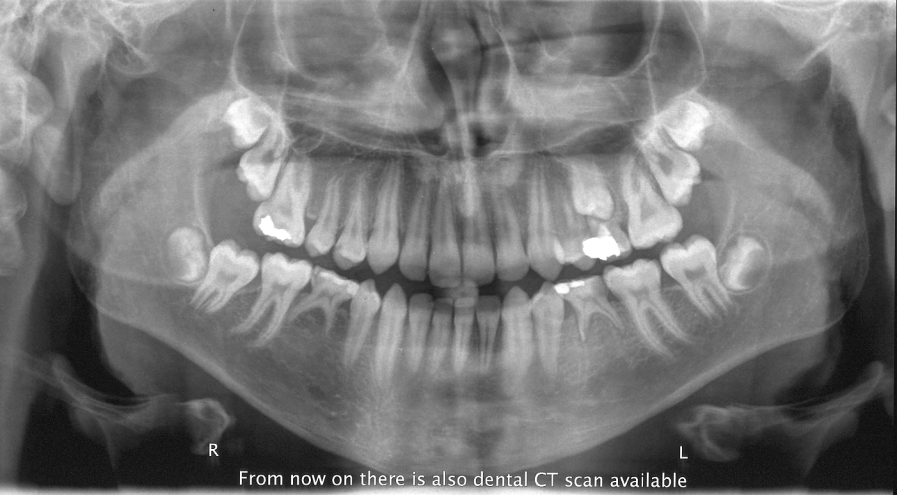 R L
From now on there is also dental CT scan available